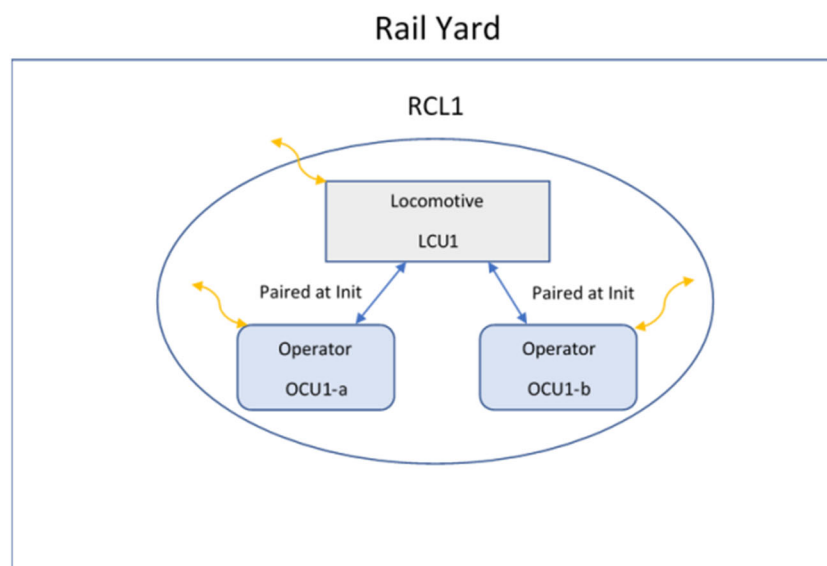 Rail Yard
RCL1
Locomotive
LCU1
Paired at Init
Paired at Init
Operator
OCU1-a
Operator
OCU1-b